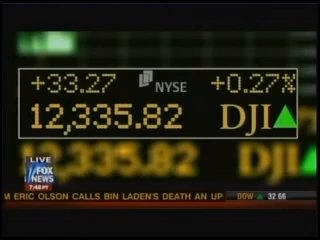 +33.27 NYSE +0.27%
12,335.82 DJI
12,335.82 DJI
LIVE
FOX
NEWS
7:48 PT
M ERIC OLSON CALLS BIN LADEN'S DEATH AN UP DOW 32.66